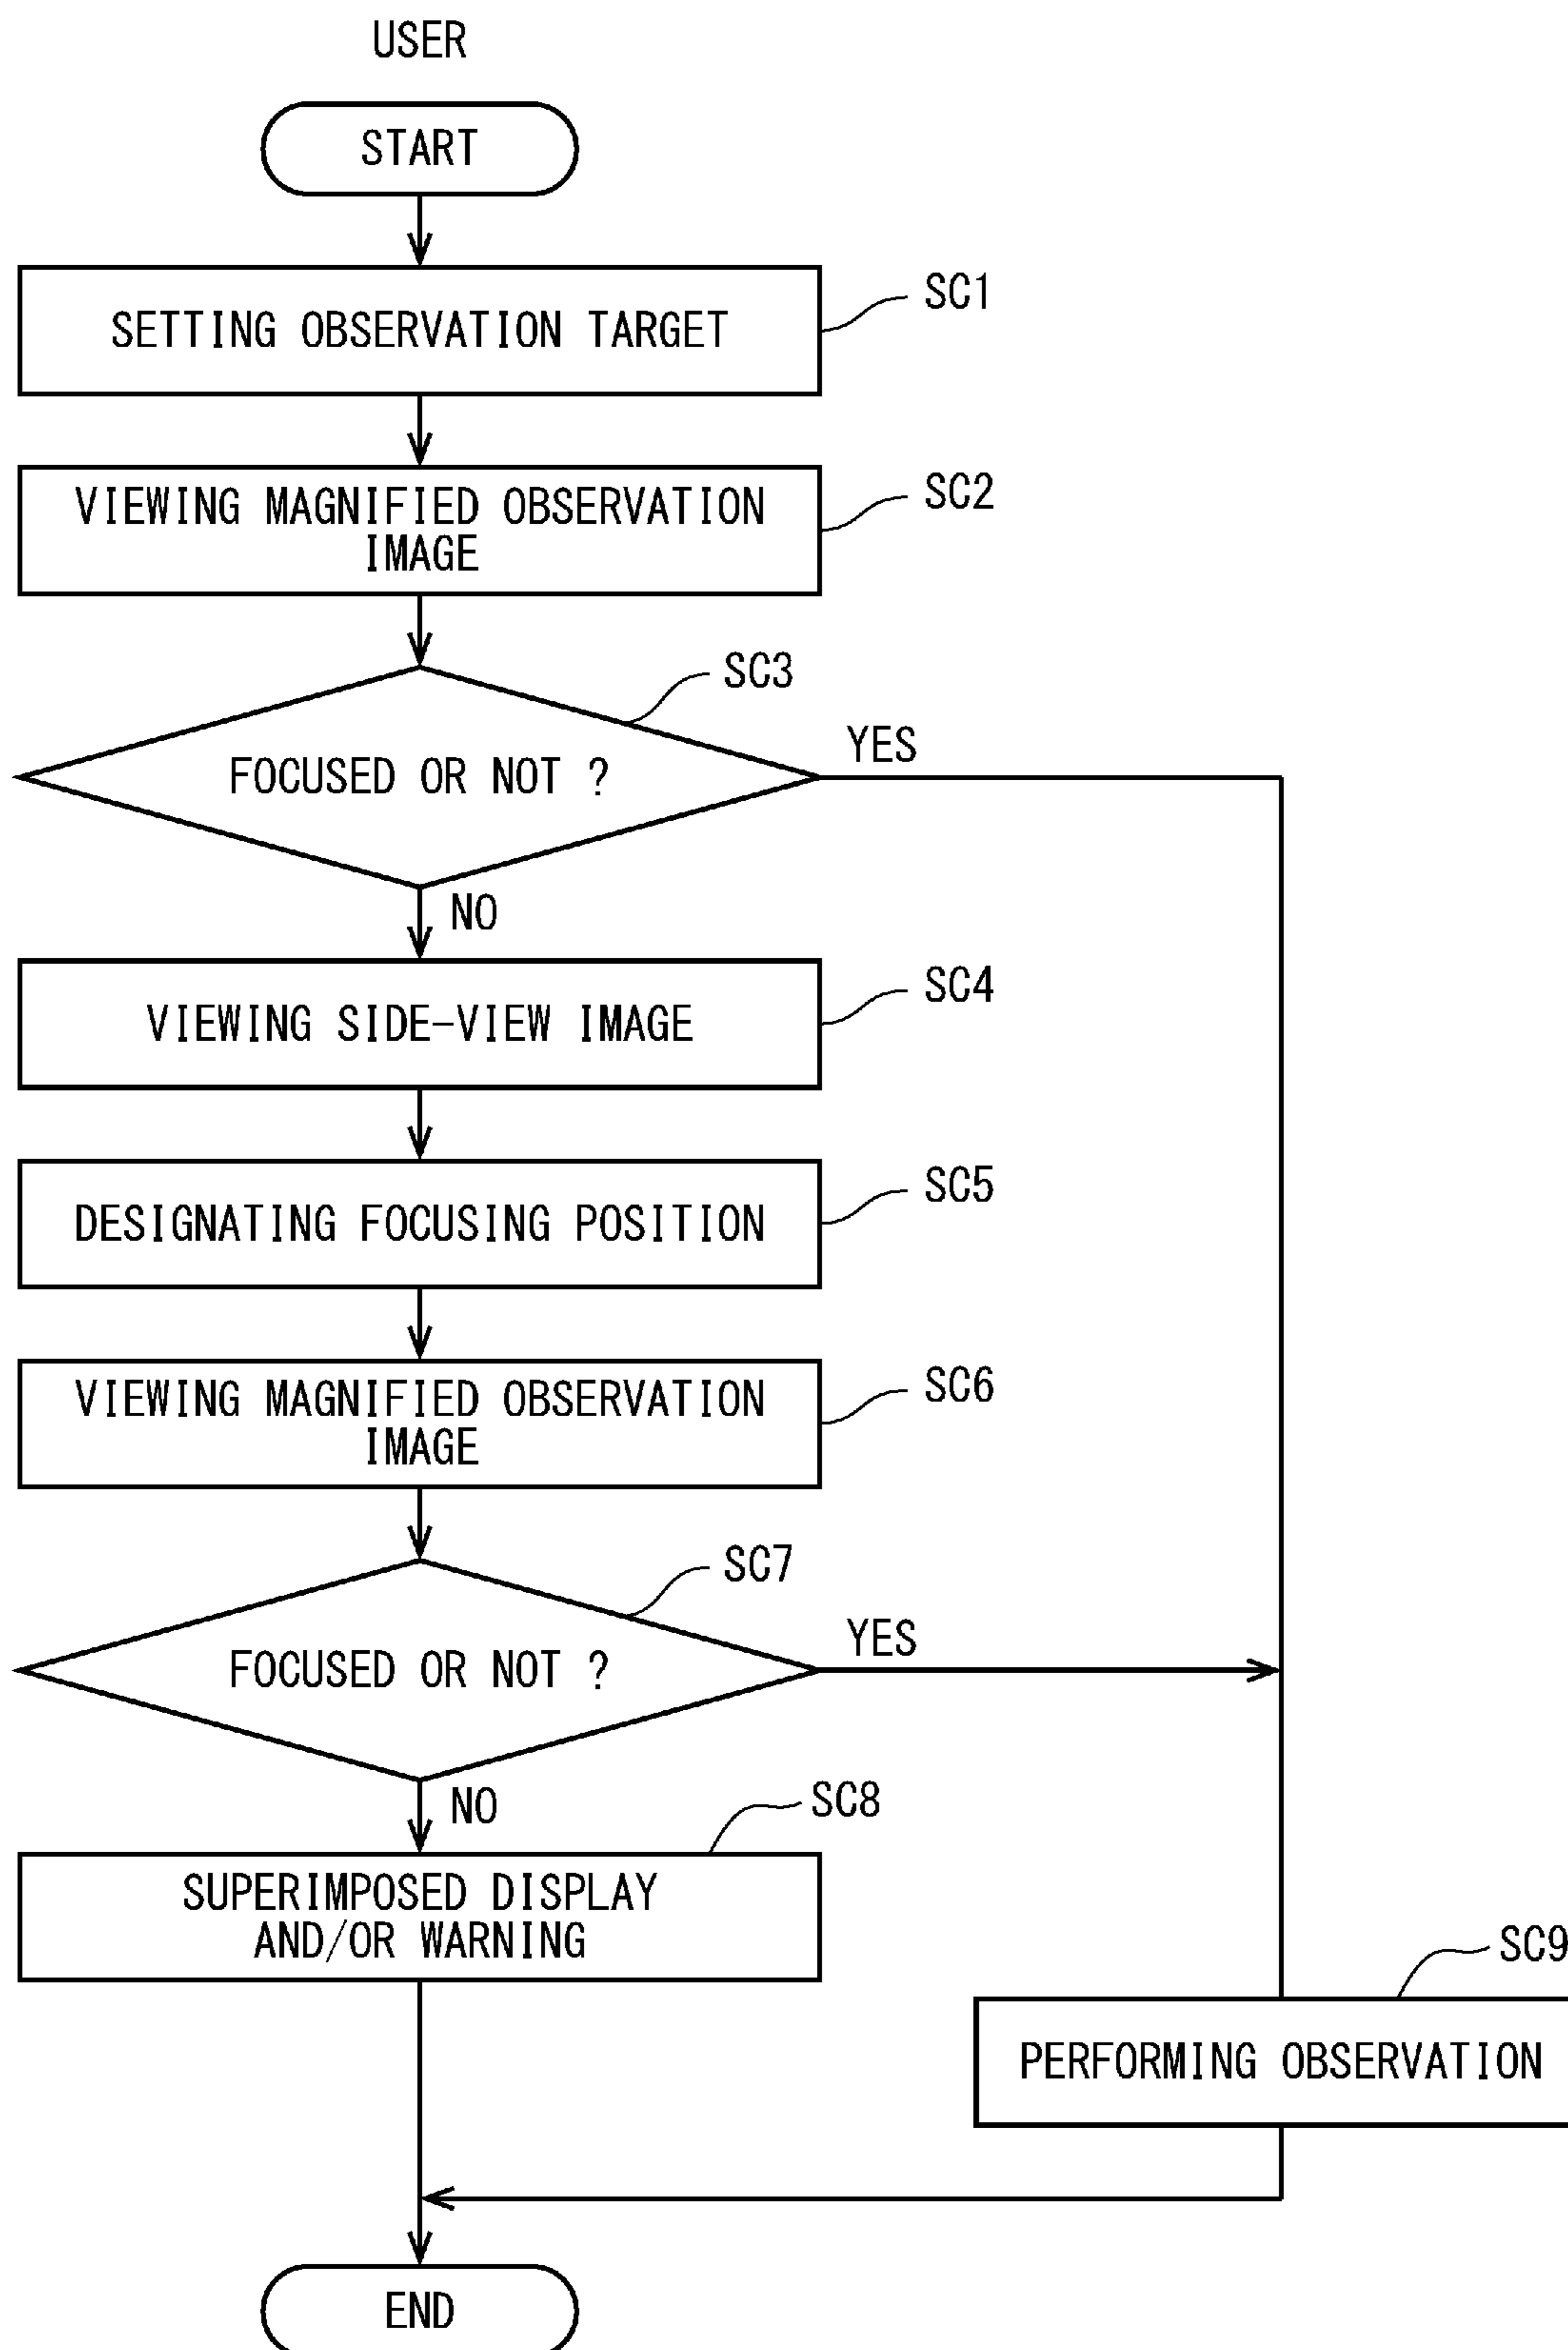 USER
START
SETTING OBSERVATION TARGET
SC1
VIEWING MAGNIFIED OBSERVATION
IMAGE
SC2
SC3
FOCUSED OR NOT ?
YES
NO
VIEWING SIDE-VIEW IMAGE
SC4
DESIGNATING FOCUSING POSITION
SC5
VIEWING MAGNIFIED OBSERVATION
IMAGE
SC6
SC7
FOCUSED OR NOT ?
YES
NO
SC8
SUPERIMPOSED DISPLAY
AND/OR WARNING
SC9
PERFORMING OBSERVATION
END